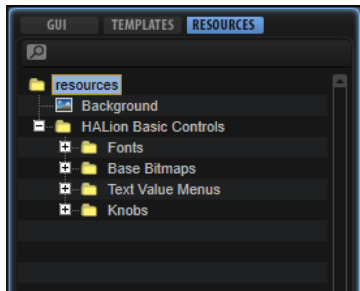 GUI TEMPLATES RESOURCES
resources
Background
HALion Basic Controls
Fonts
Base Bitmaps
Text Value Menus
Knobs